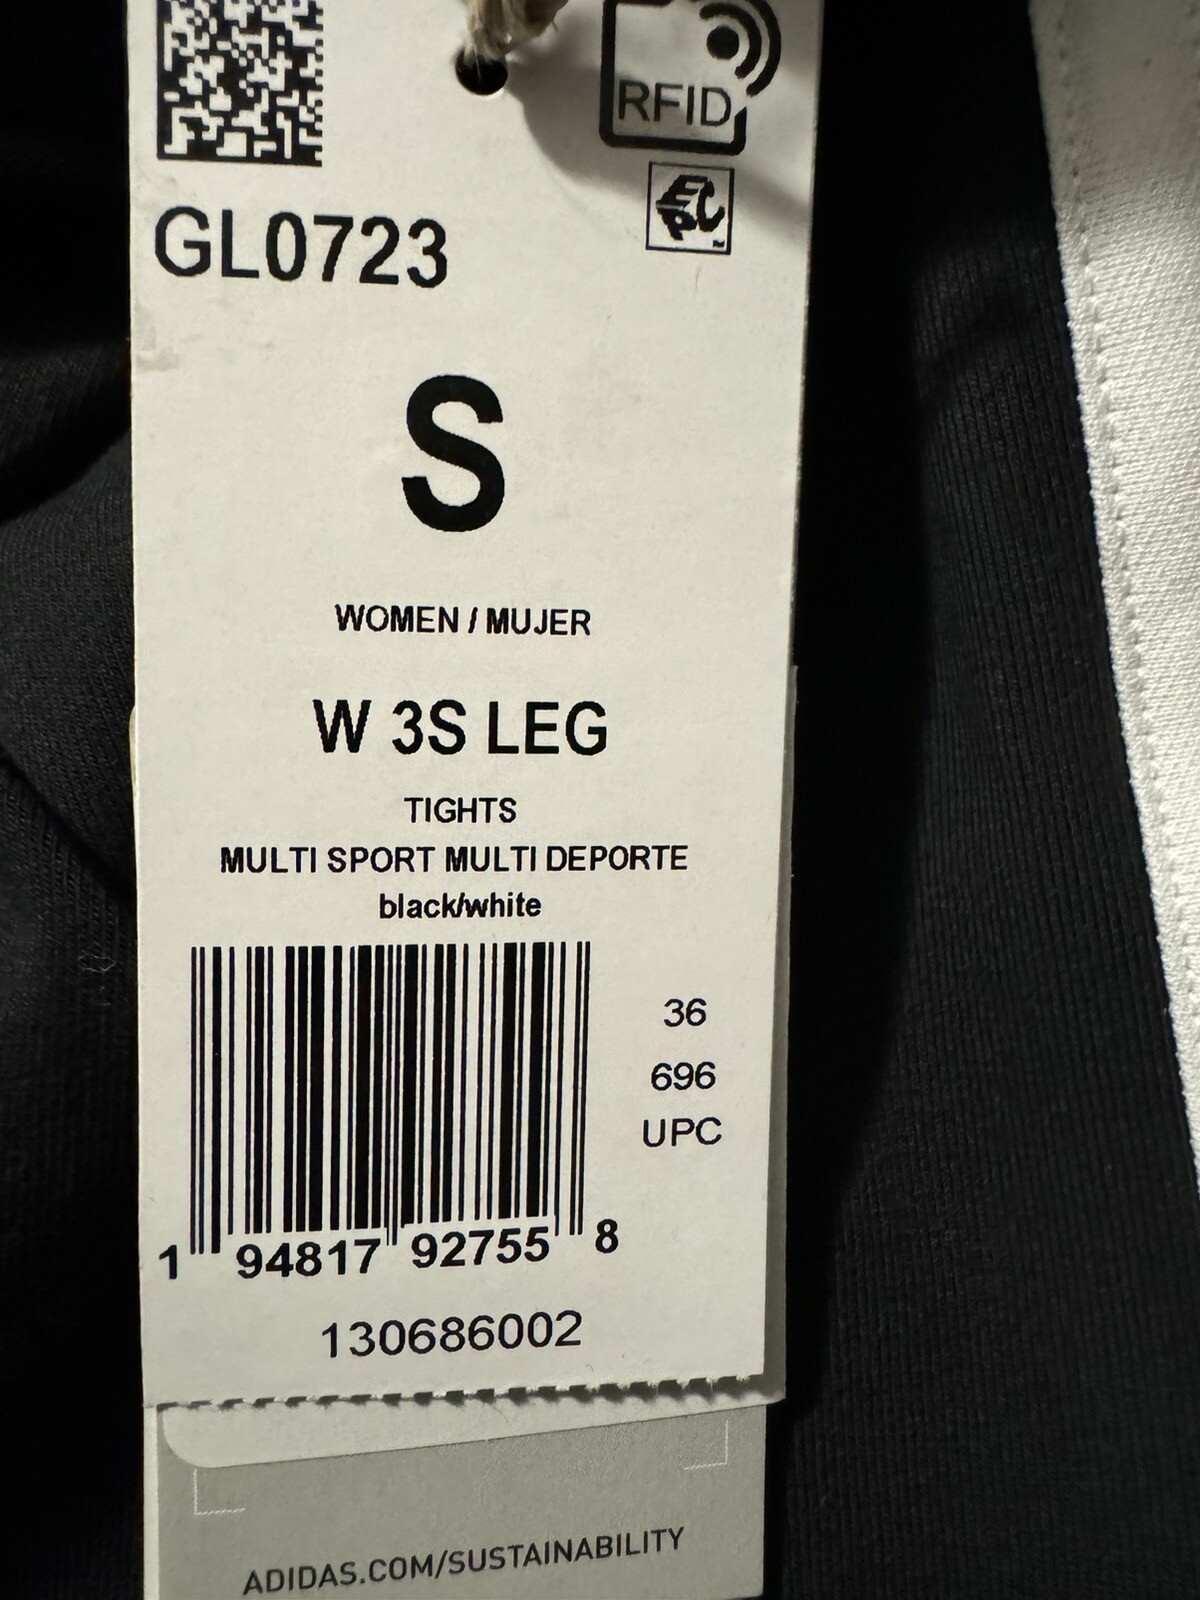 RFID
EPC
GL0723
S
WOMEN / MUJER
W 3S LEG
TIGHTS
MULTI SPORT MULTI DEPORTE
black/white
36
696
UPC
1 94817 92755 8
130686002
ADIDAS.COM/SUSTAINABILITY